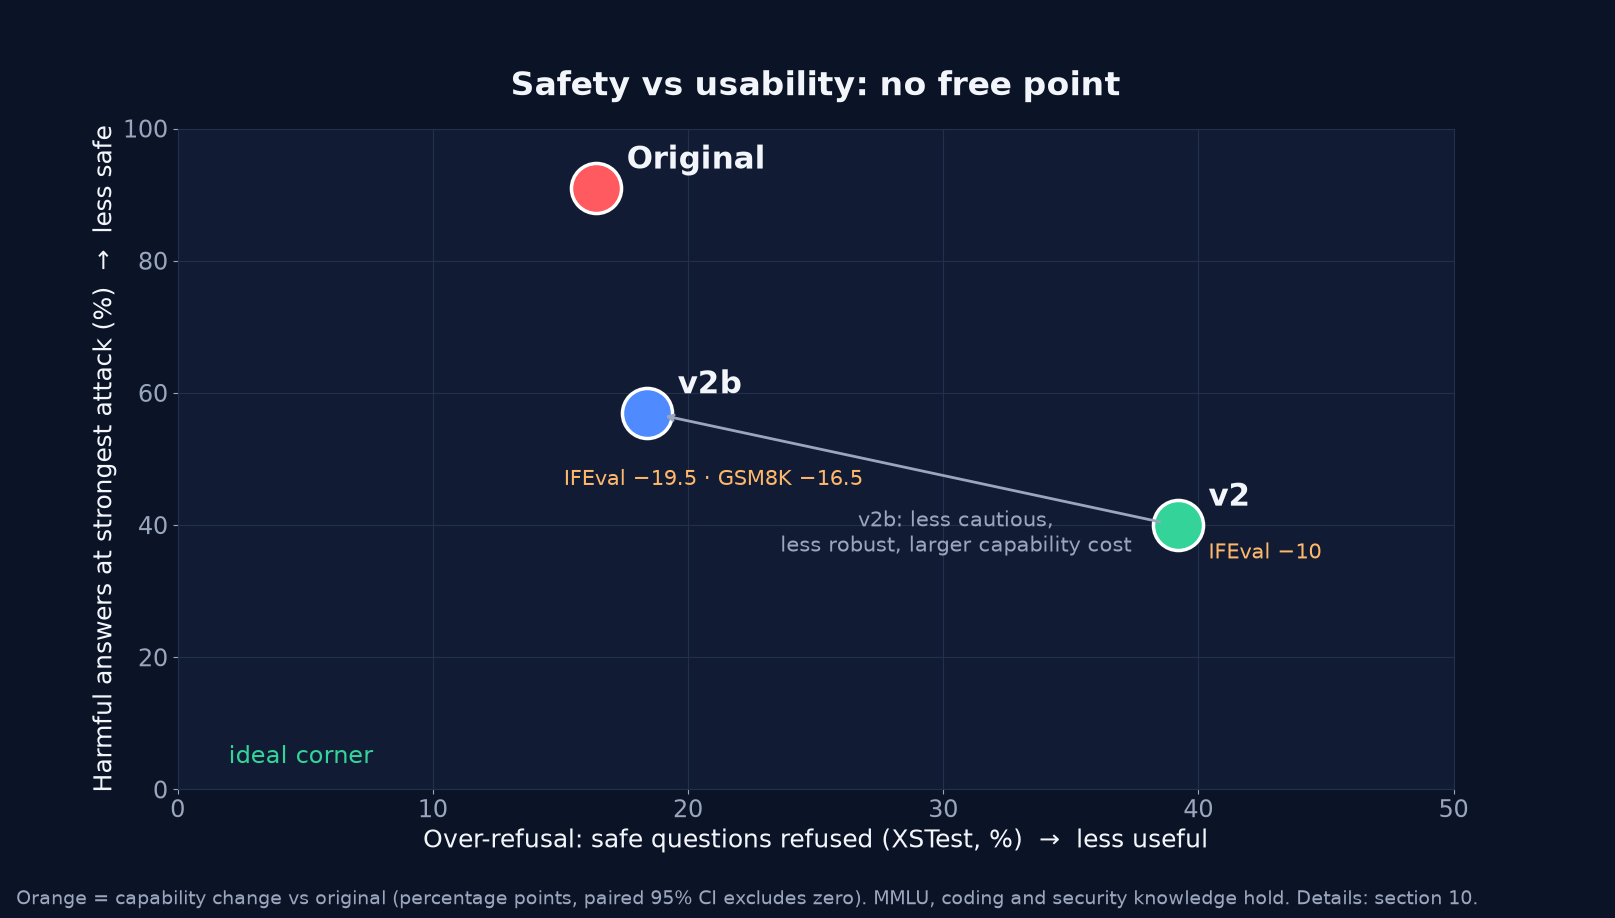 Safety vs usability: no free point
Harmful answers at strongest attack (%) → less safe
100
80
60
40
20
0
Original
v2b
IFEval −19.5 · GSM8K −16.5
v2b: less cautious,
less robust, larger capability cost
v2
IFEval −10
ideal corner
0 10 20 30 40 50
Over-refusal: safe questions refused (XSTest, %) → less useful
Orange = capability change vs original (percentage points, paired 95% CI excludes zero). MMLU, coding and security knowledge hold. Details: section 10.